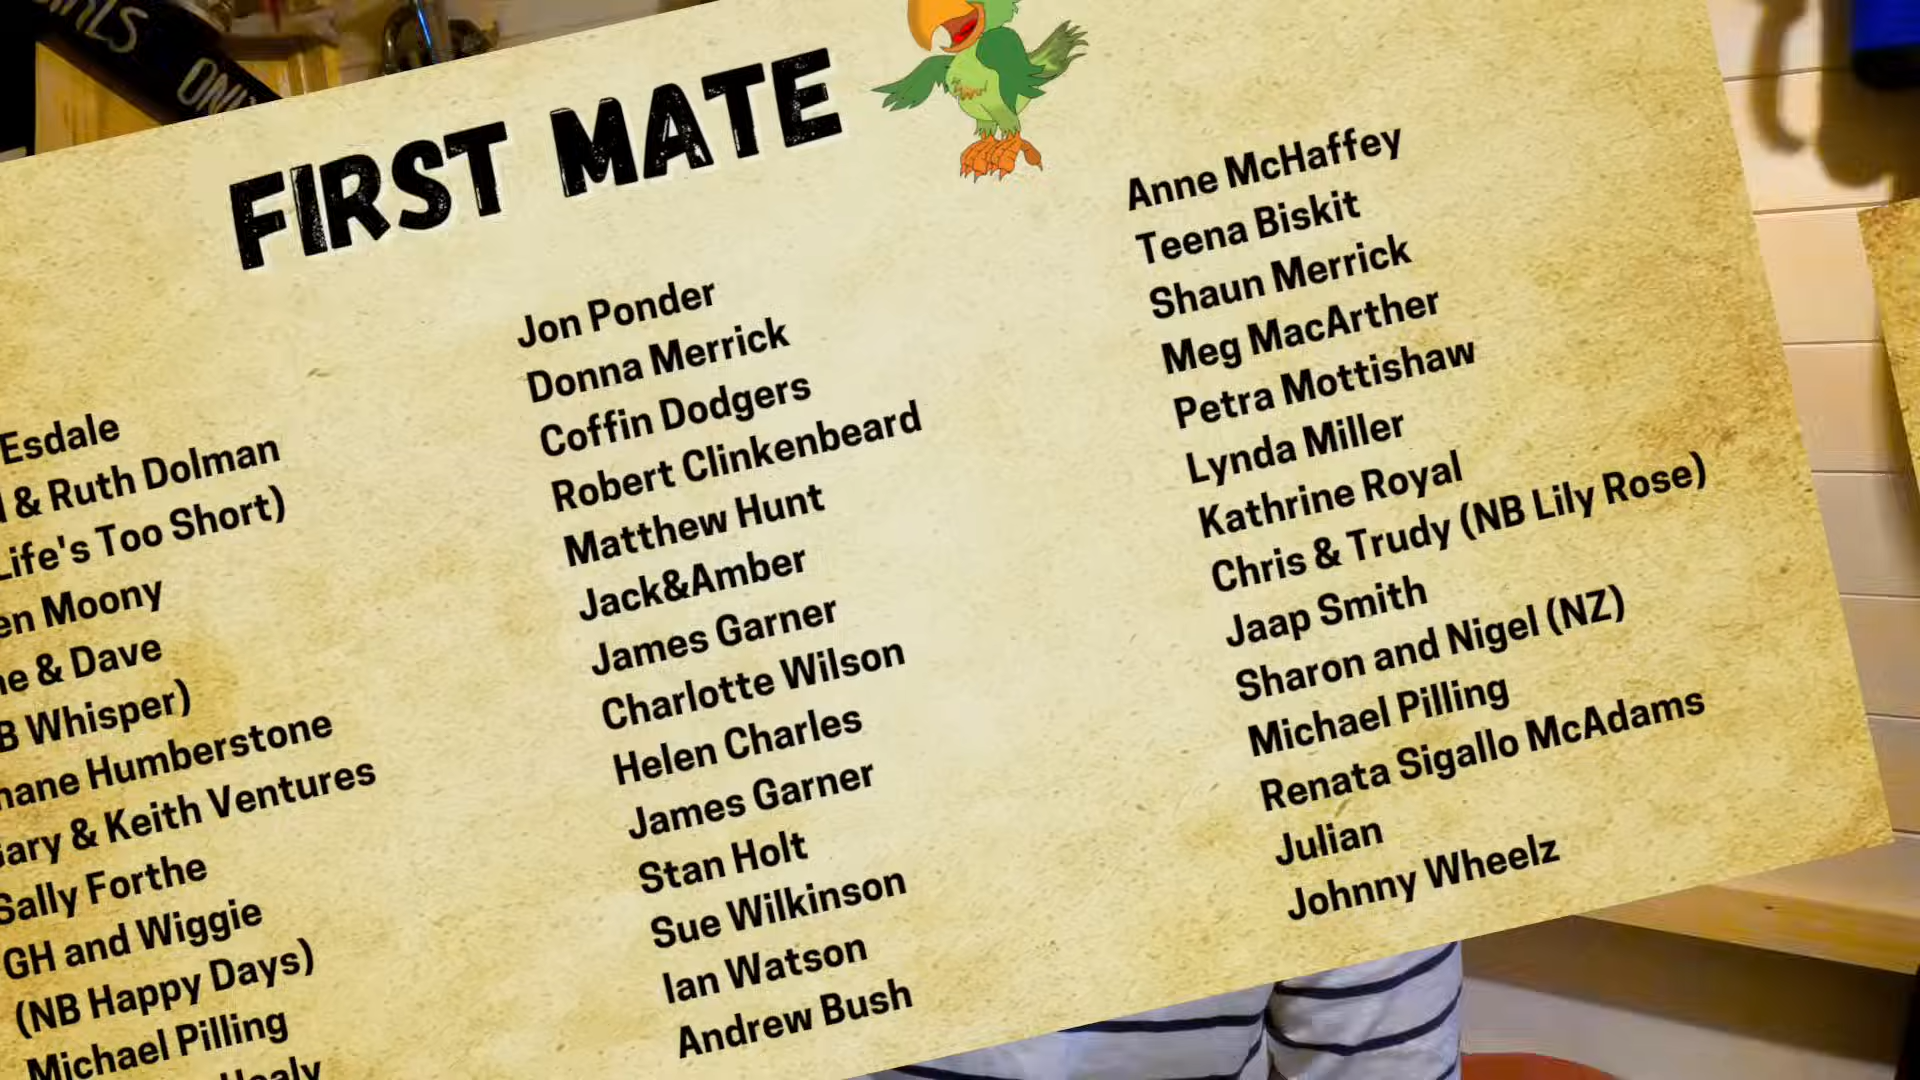 FIRST MATE
Esdale
& Ruth Dolman
Life's Too Short)
Moony
& Dave
Whisper)
Humberstone
& Keith Ventures
Sally Forthe
GH and Wiggie
(NB Happy Days)
Michael Pilling
Jon Ponder
Donna Merrick
Coffin Dodgers
Robert Clinkenbeard
Matthew Hunt
Jack&Amber
James Garner
Charlotte Wilson
Helen Charles
James Garner
Stan Holt
Sue Wilkinson
Ian Watson
Andrew Bush
Anne McHaffey
Teena Biskit
Shaun Merrick
Meg MacArther
Petra Mottishaw
Lynda Miller
Kathrine Royal
Chris & Trudy (NB Lily Rose)
Jaap Smith
Sharon and Nigel (NZ)
Michael Pilling
Renata Sigallo McAdams
Julian
Johnny Wheelz